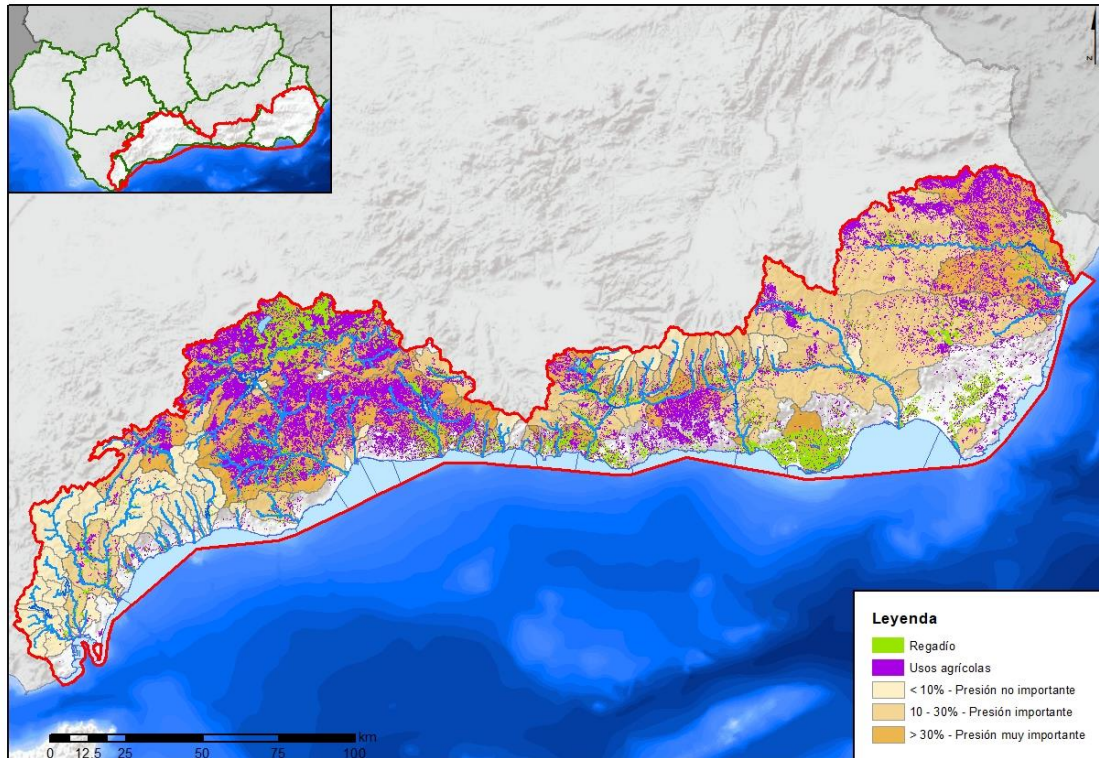 N
Leyenda
Regadío
Usos agrícolas
< 10% - Presión no importante
10 - 30% - Presión importante
> 30% - Presión muy importante
km
0 12.5 25 50 75 100